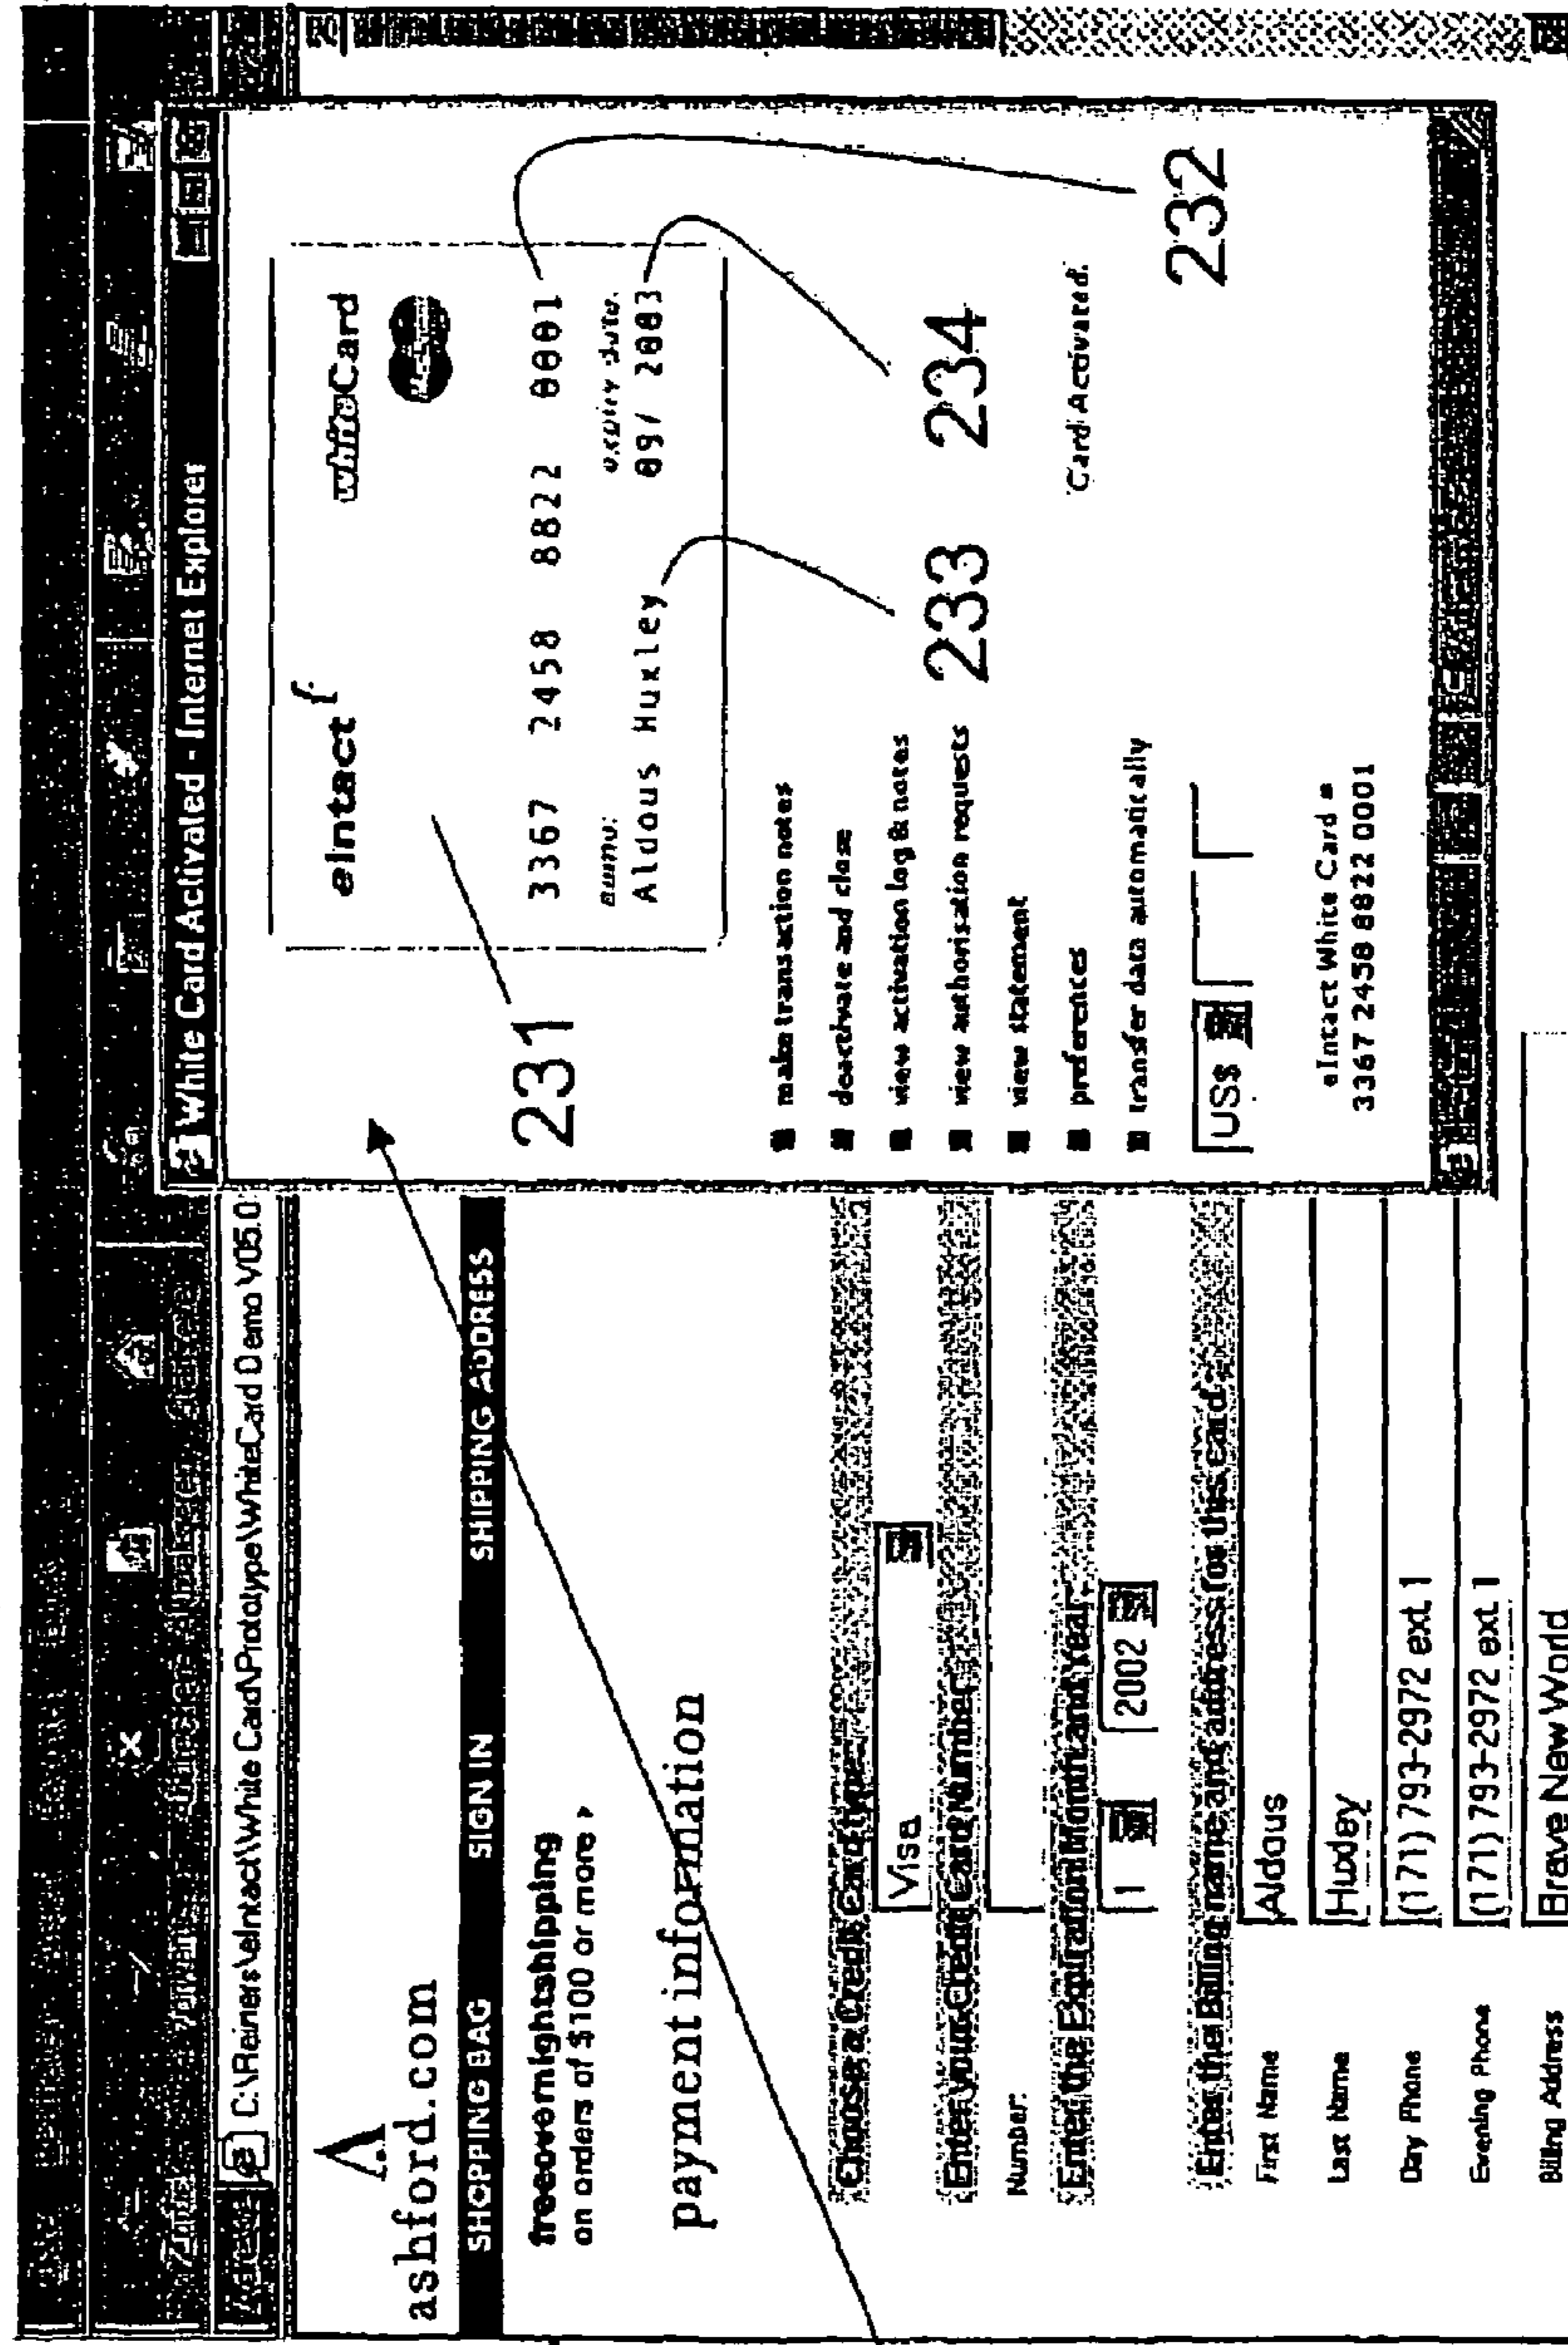 C:\Rainers\eIntact\White Card\Prototype\WhiteCard Demo V05.0
A
ashford.com
SHOPPING BAG SIGN IN SHIPPING ADDRESS
free overnight shipping
on orders of $100 or more >
payment information
Choose a Credit Card type
Visa
Enter your Credit Card Number
Number:
Enter the Expiration Month and Year
1 2002
Enter the Billing name and address for this card
First Name Aldous
Last Name Huxley
Day Phone (171) 793-2972 ext. 1
Evening Phone (171) 793-2972 ext. 1
Billing Address Brave New World
White Card Activated - Internet Explorer
eIntact whiteCard
231
3367 2458 8822 0001
name: expiry date:
Aldous Huxley 09/ 2003
make transaction notes
deactivate and close
view activation log & notes
view authorisation requests
233 234
view statement
preferences
Card Activated.
transfer data automatically
232
US$
eIntact White Card =
3367 2458 8822 0001